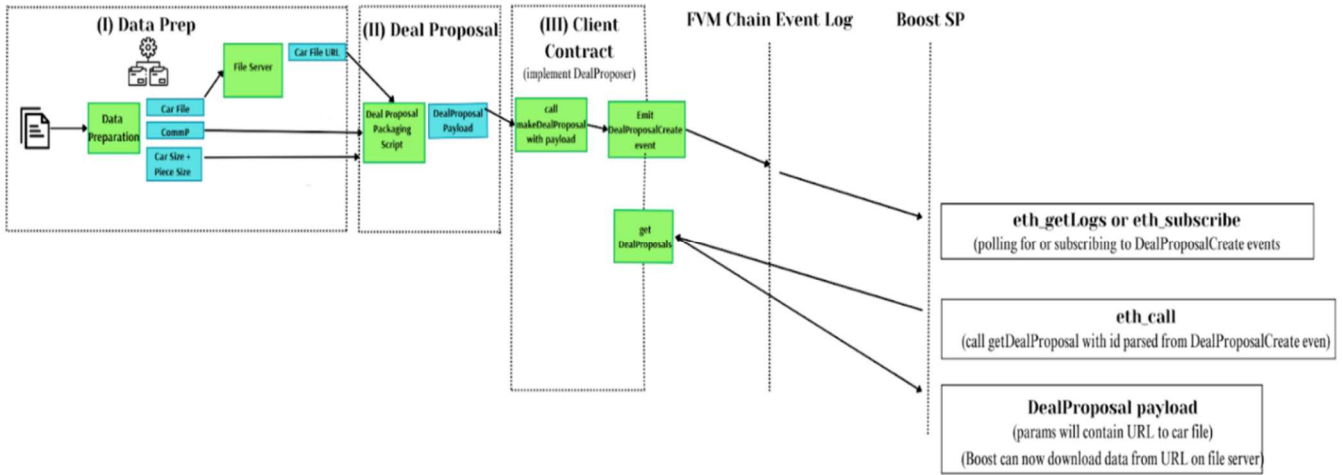 (I) Data Prep
(II) Deal Proposal
(III) Client
Contract
(implement DealProposer)
FVM Chain Event Log
Boost SP
File Server
Car File URL
Data
Preparation
Car File
CommP
Car Size +
Piece Size
Deal Proposal
Packaging
Script
DealProposal
Payload
call
makeDealProposal
with payload
Emit
DealProposalCreate
event
get
DealProposals
eth_getLogs or eth_subscribe
(polling for or subscribing to DealProposalCreate events
eth_call
(call getDealProposal with id parsed from DealProposalCreate even)
DealProposal payload
(params will contain URL to car file)
(Boost can now download data from URL on file server)